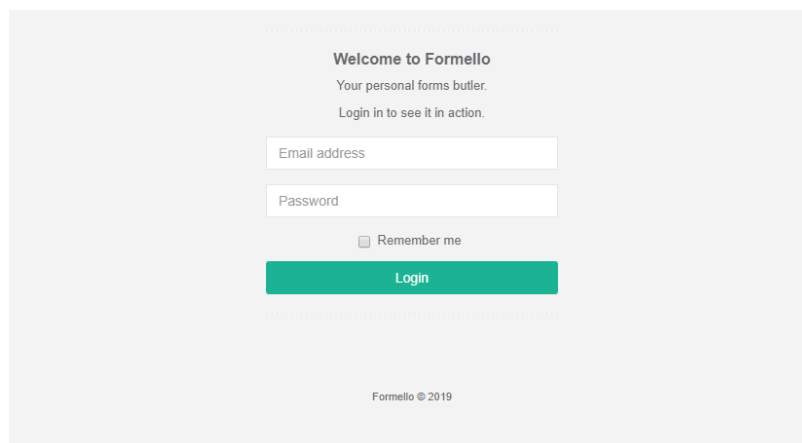 Welcome to Formello
Your personal forms butler.
Login in to see it in action.
Email address
Password
Remember me
Login
Formello © 2019